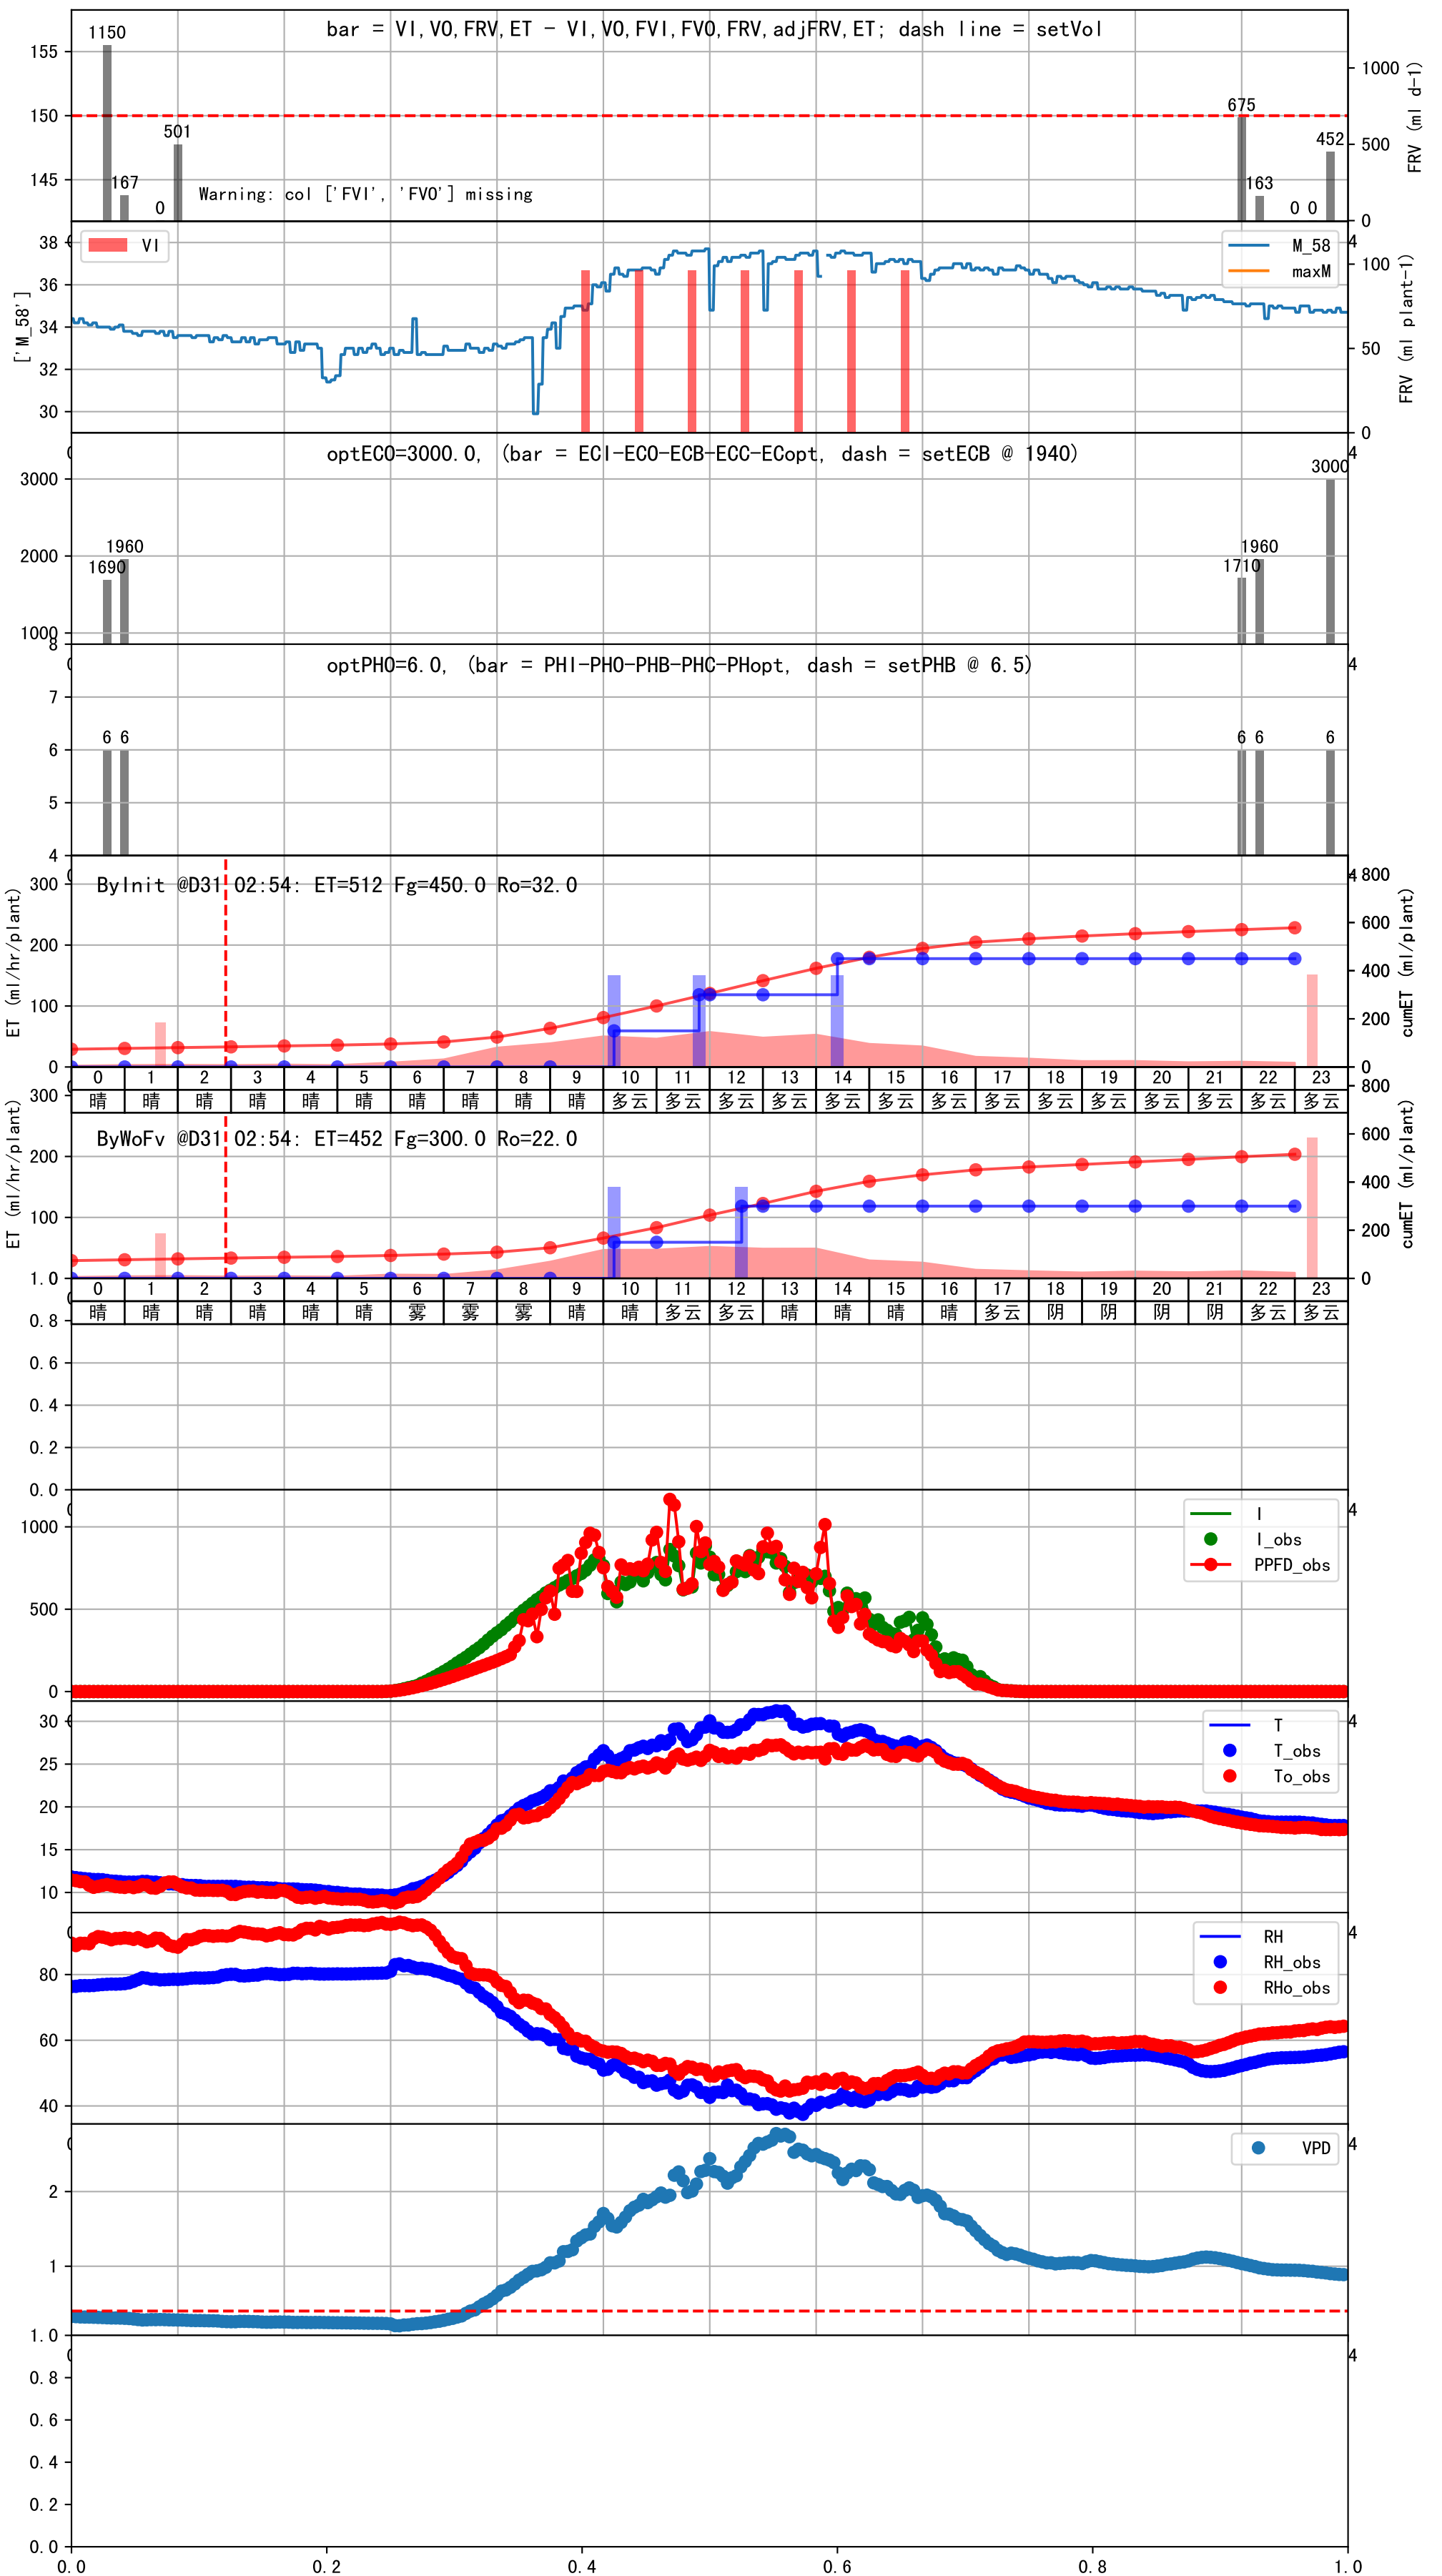 bar = VI,VO,FRV,ET - VI,VO,FVI,FVO,FRV,adjFRV,ET; dash line = setVol
1150
155
1000
150
675
501
500
452
167
163
145
0
0 0
Warning: col ['FVI', 'FVO'] missing
0
FRV (ml d-1)
VI
M_58
maxM
38
36
34
32
30
['M_58']
100
50
0
FRV (ml plant-1)
4
optECO=3000.0, (bar = ECI-ECO-ECB-ECC-ECopt, dash = setECB @ 1940)
4
3000
3000
2000
1000
1690
1960
1710
1960
optPHO=6.0, (bar = PHI-PHO-PHB-PHC-PHopt, dash = setPHB @ 6.5)
4
8
7
6
5
4
6 6
6 6
6
ByInit @D31 02:54: ET=512 Fg=450.0 Ro=32.0
300
200
100
0
ET (ml/hr/plant)
800
600
400
200
0
cumET (ml/plant)
0 1 2 3 4 5 6 7 8 9 10 11 12 13 14 15 16 17 18 19 20 21 22 23
晴 晴 晴 晴 晴 晴 晴 晴 晴 晴 多云 多云 多云 多云 多云 多云 多云 多云 多云 多云 多云 多云 多云 多云
ByWoFv @D31 02:54: ET=452 Fg=300.0 Ro=22.0
300
200
100
ET (ml/hr/plant)
800
600
400
200
0
cumET (ml/plant)
0 1 2 3 4 5 6 7 8 9 10 11 12 13 14 15 16 17 18 19 20 21 22 23
晴 晴 晴 晴 晴 晴 雾 雾 雾 晴 晴 多云 多云 晴 晴 晴 晴 多云 阴 阴 阴 阴 多云 多云
1.0
0.8
0.6
0.4
0.2
0.0
4
I
I_obs
PPFD_obs
1000
500
0
4
T
T_obs
To_obs
30
25
20
15
10
4
RH
RH_obs
RHo_obs
80
60
40
4
VPD
2
1
4
1.0
0.8
0.6
0.4
0.2
0.0
0.0 0.2 0.4 0.6 0.8 1.0